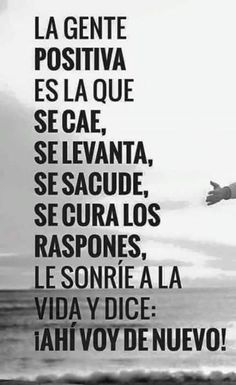 LA GENTE
POSITIVA
ES LA QUE
SE CAE,
SE LEVANTA,
SE SACUDE,
SE CURA LOS
RASPONES,
LE SONRÍE A LA
VIDA Y DICE:
¡AHÍ VOY DE NUEVO!